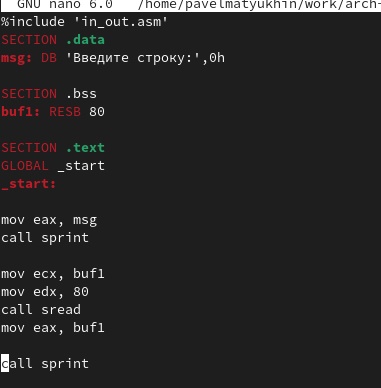 GNU nano 6.0 /home/pavelmatyukhin/work/arch-
%include 'in_out.asm'
SECTION .data
msg: DB 'Введите строку:',0h
SECTION .bss
buf1: RESB 80
SECTION .text
GLOBAL _start
_start:
mov eax, msg
call sprint
mov ecx, buf1
mov edx, 80
call sread
mov eax, buf1
call sprint